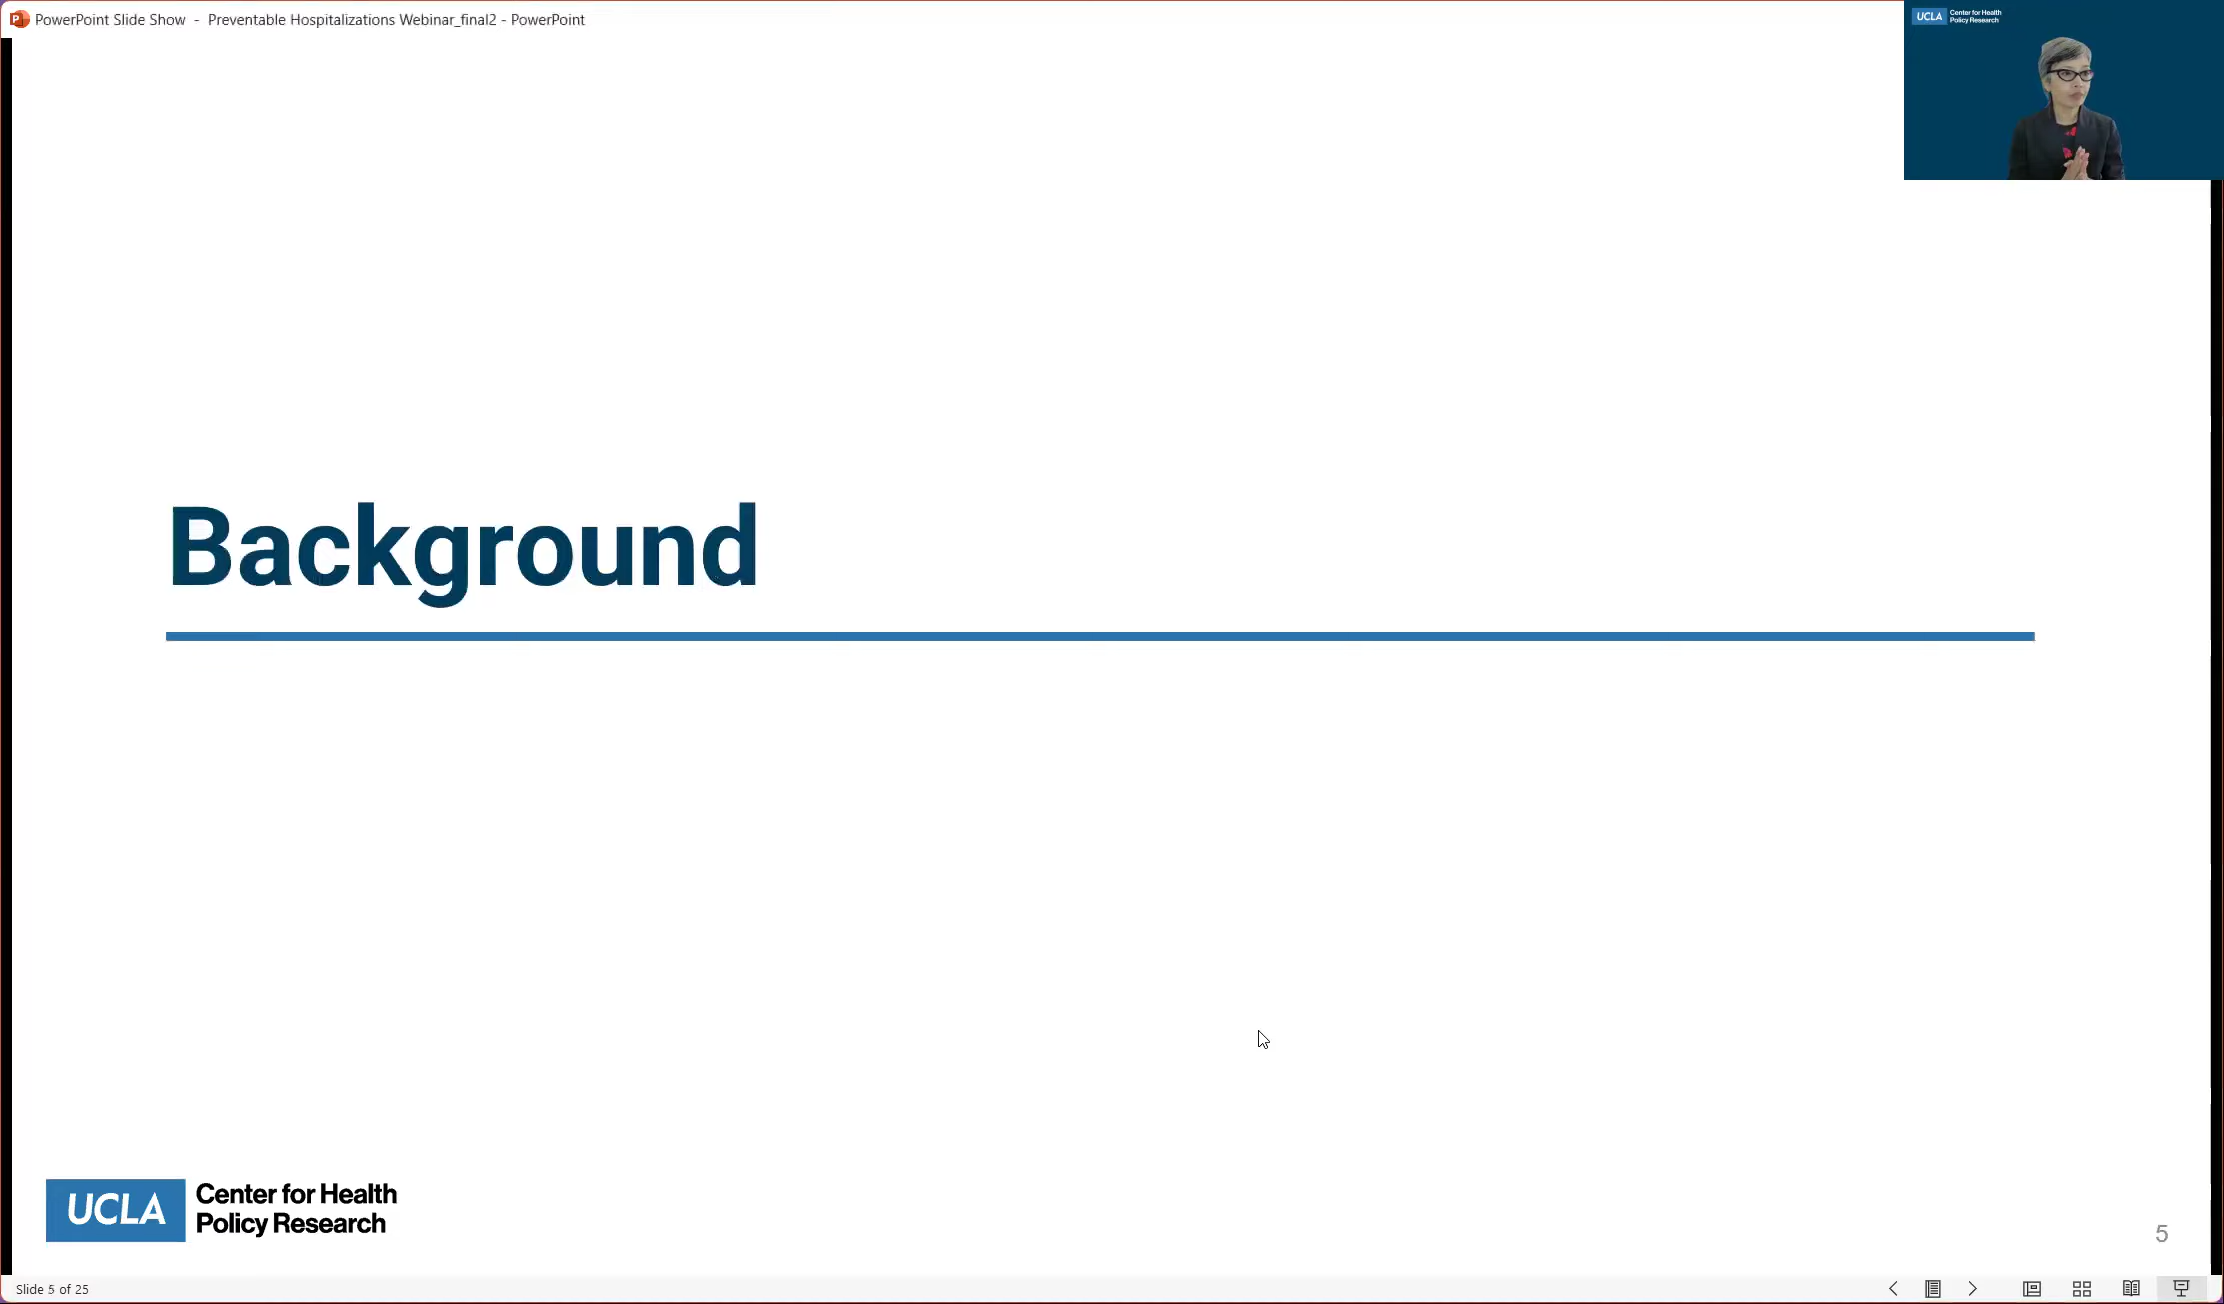 PowerPoint Slide Show - Preventable Hospitalizations Webinar_final2 - PowerPoint
UCLA Center for Health
Policy Research
Background
UCLA Center for Health
Policy Research
5
Slide 5 of 25